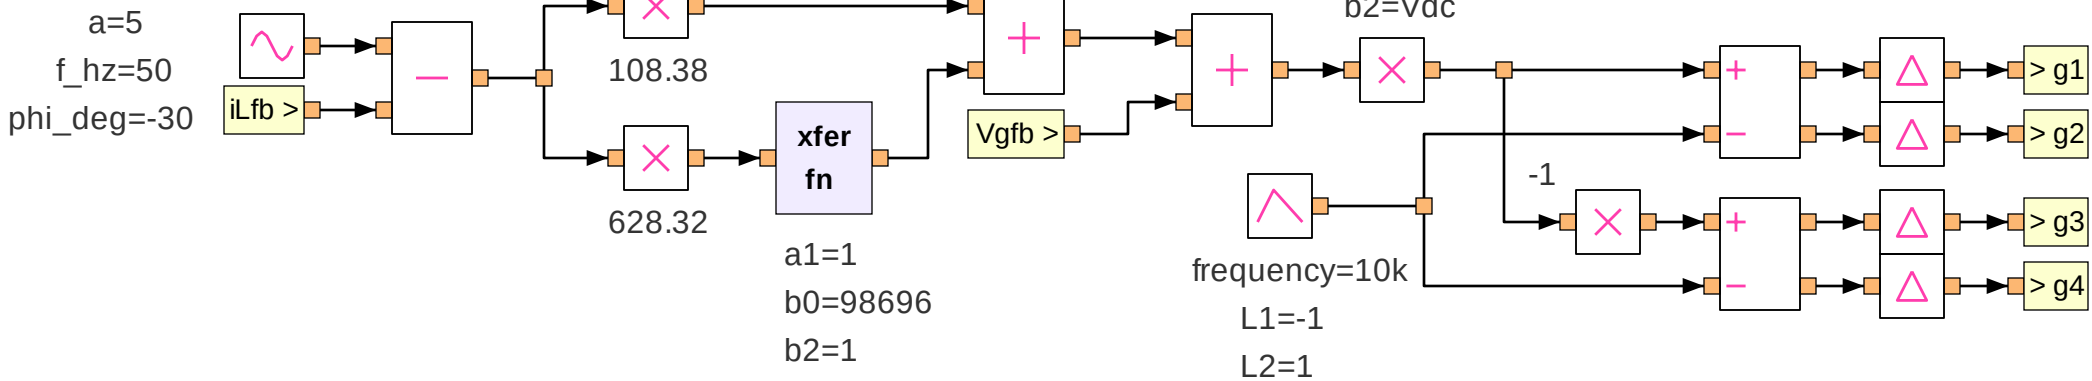 a=5
f_hz=50
phi_deg=-30
iLfb >
108.38
628.32
xfer
fn
a1=1
b0=98696
b2=1
Vgfb >
b2=Vdc
frequency=10k
L1=-1
L2=1
-1
> g1
> g2
> g3
> g4